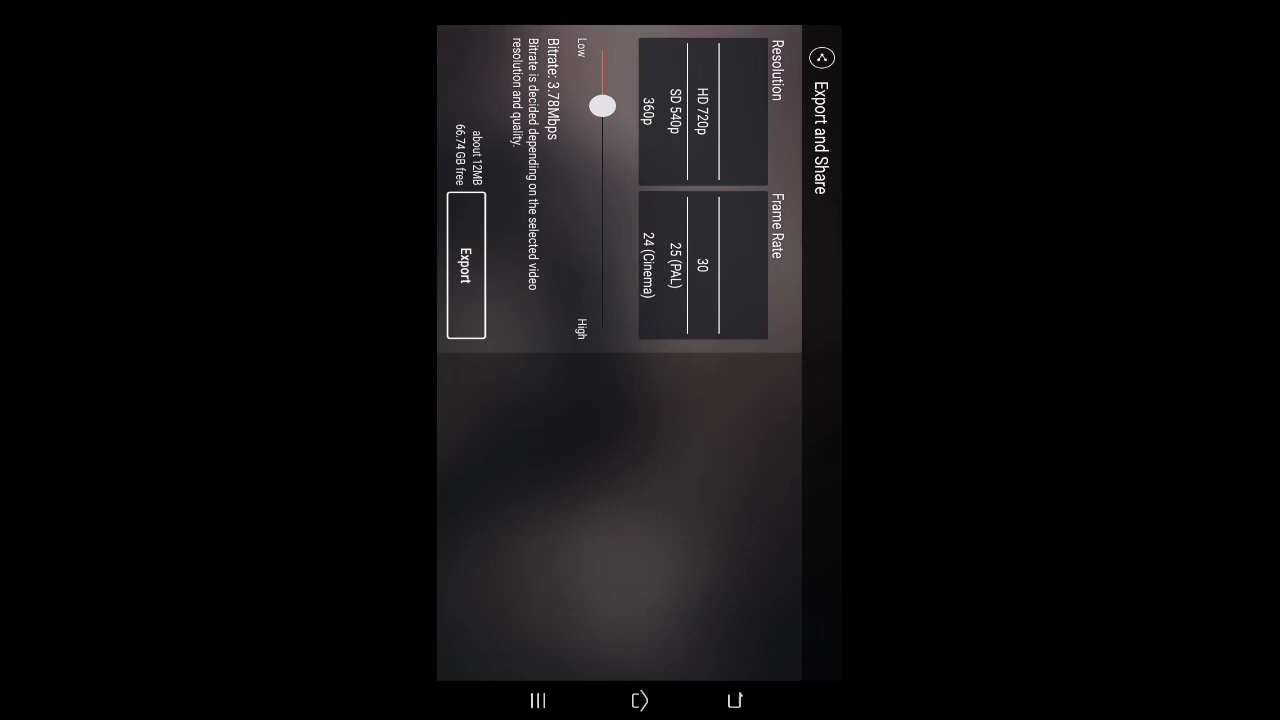 Export and Share
Resolution
HD 720p
SD 540p
360p
Frame Rate
30
25 (PAL)
24 (Cinema)
Low
High
Bitrate: 3.78Mbps
Bitrate is decided depending on the selected video
resolution and quality.
about 12MB
66.74 GB free
Export